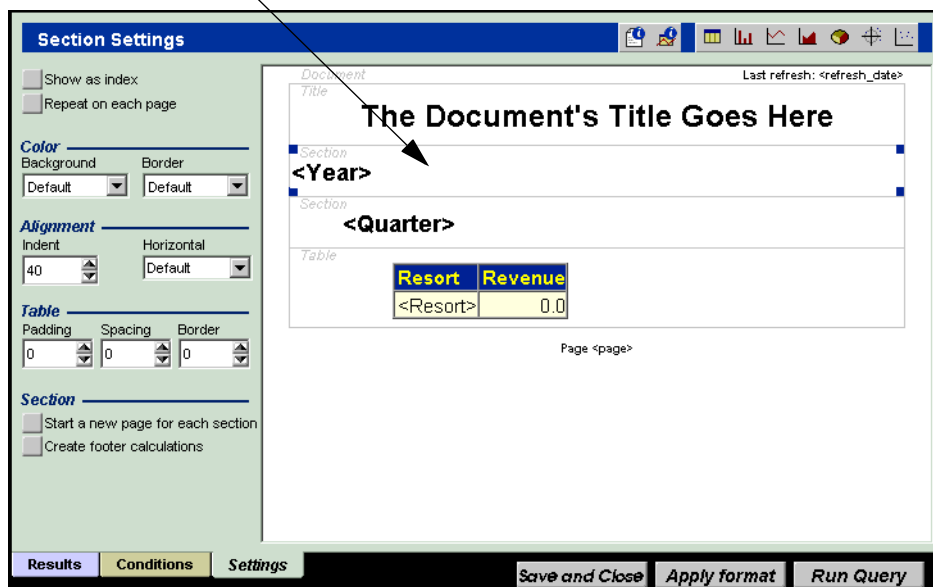 Section Settings
Show as index
Repeat on each page
Color
Background Border
Default Default
Alignment
Indent Horizontal
40 Default
Table
Padding Spacing Border
0 0 0
Section
Start a new page for each section
Create footer calculations
Document
Last refresh: <refresh_date>
Title
The Document's Title Goes Here
Section
<Year>
Section
<Quarter>
Table
Resort Revenue
<Resort> 0.0
Page <page>
Results Conditions Settings
Save and Close Apply format Run Query